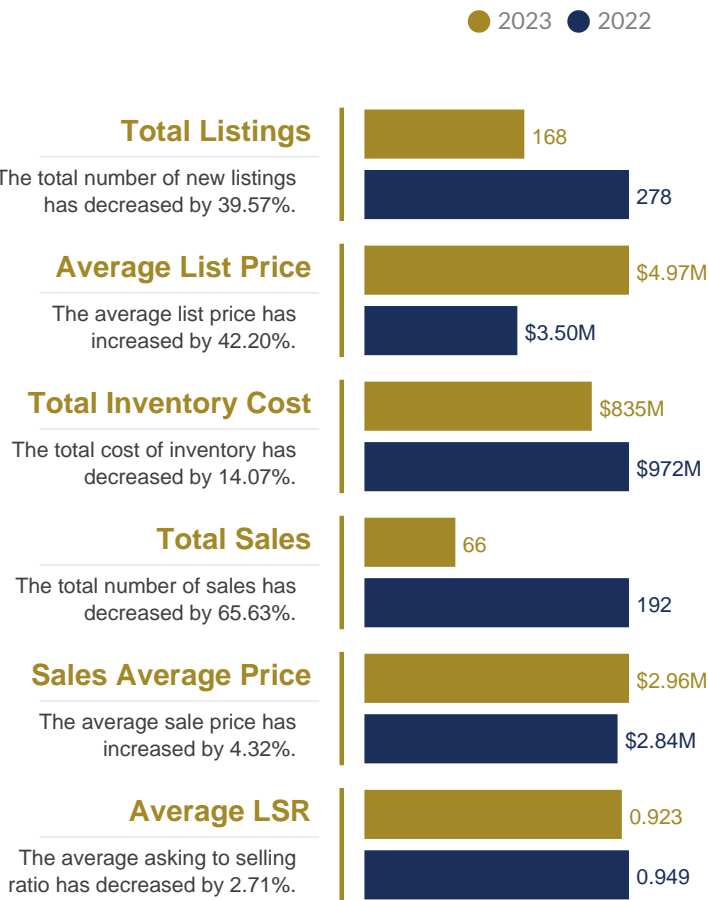 2023 2022
Total Listings
The total number of new listings
has decreased by 39.57%.
168
278
Average List Price
The average list price has
increased by 42.20%.
$4.97M
$3.50M
Total Inventory Cost
The total cost of inventory has
decreased by 14.07%.
$835M
$972M
Total Sales
The total number of sales has
decreased by 65.63%.
66
192
Sales Average Price
The average sale price has
increased by 4.32%.
$2.96M
$2.84M
Average LSR
The average asking to selling
ratio has decreased by 2.71%.
0.923
0.949